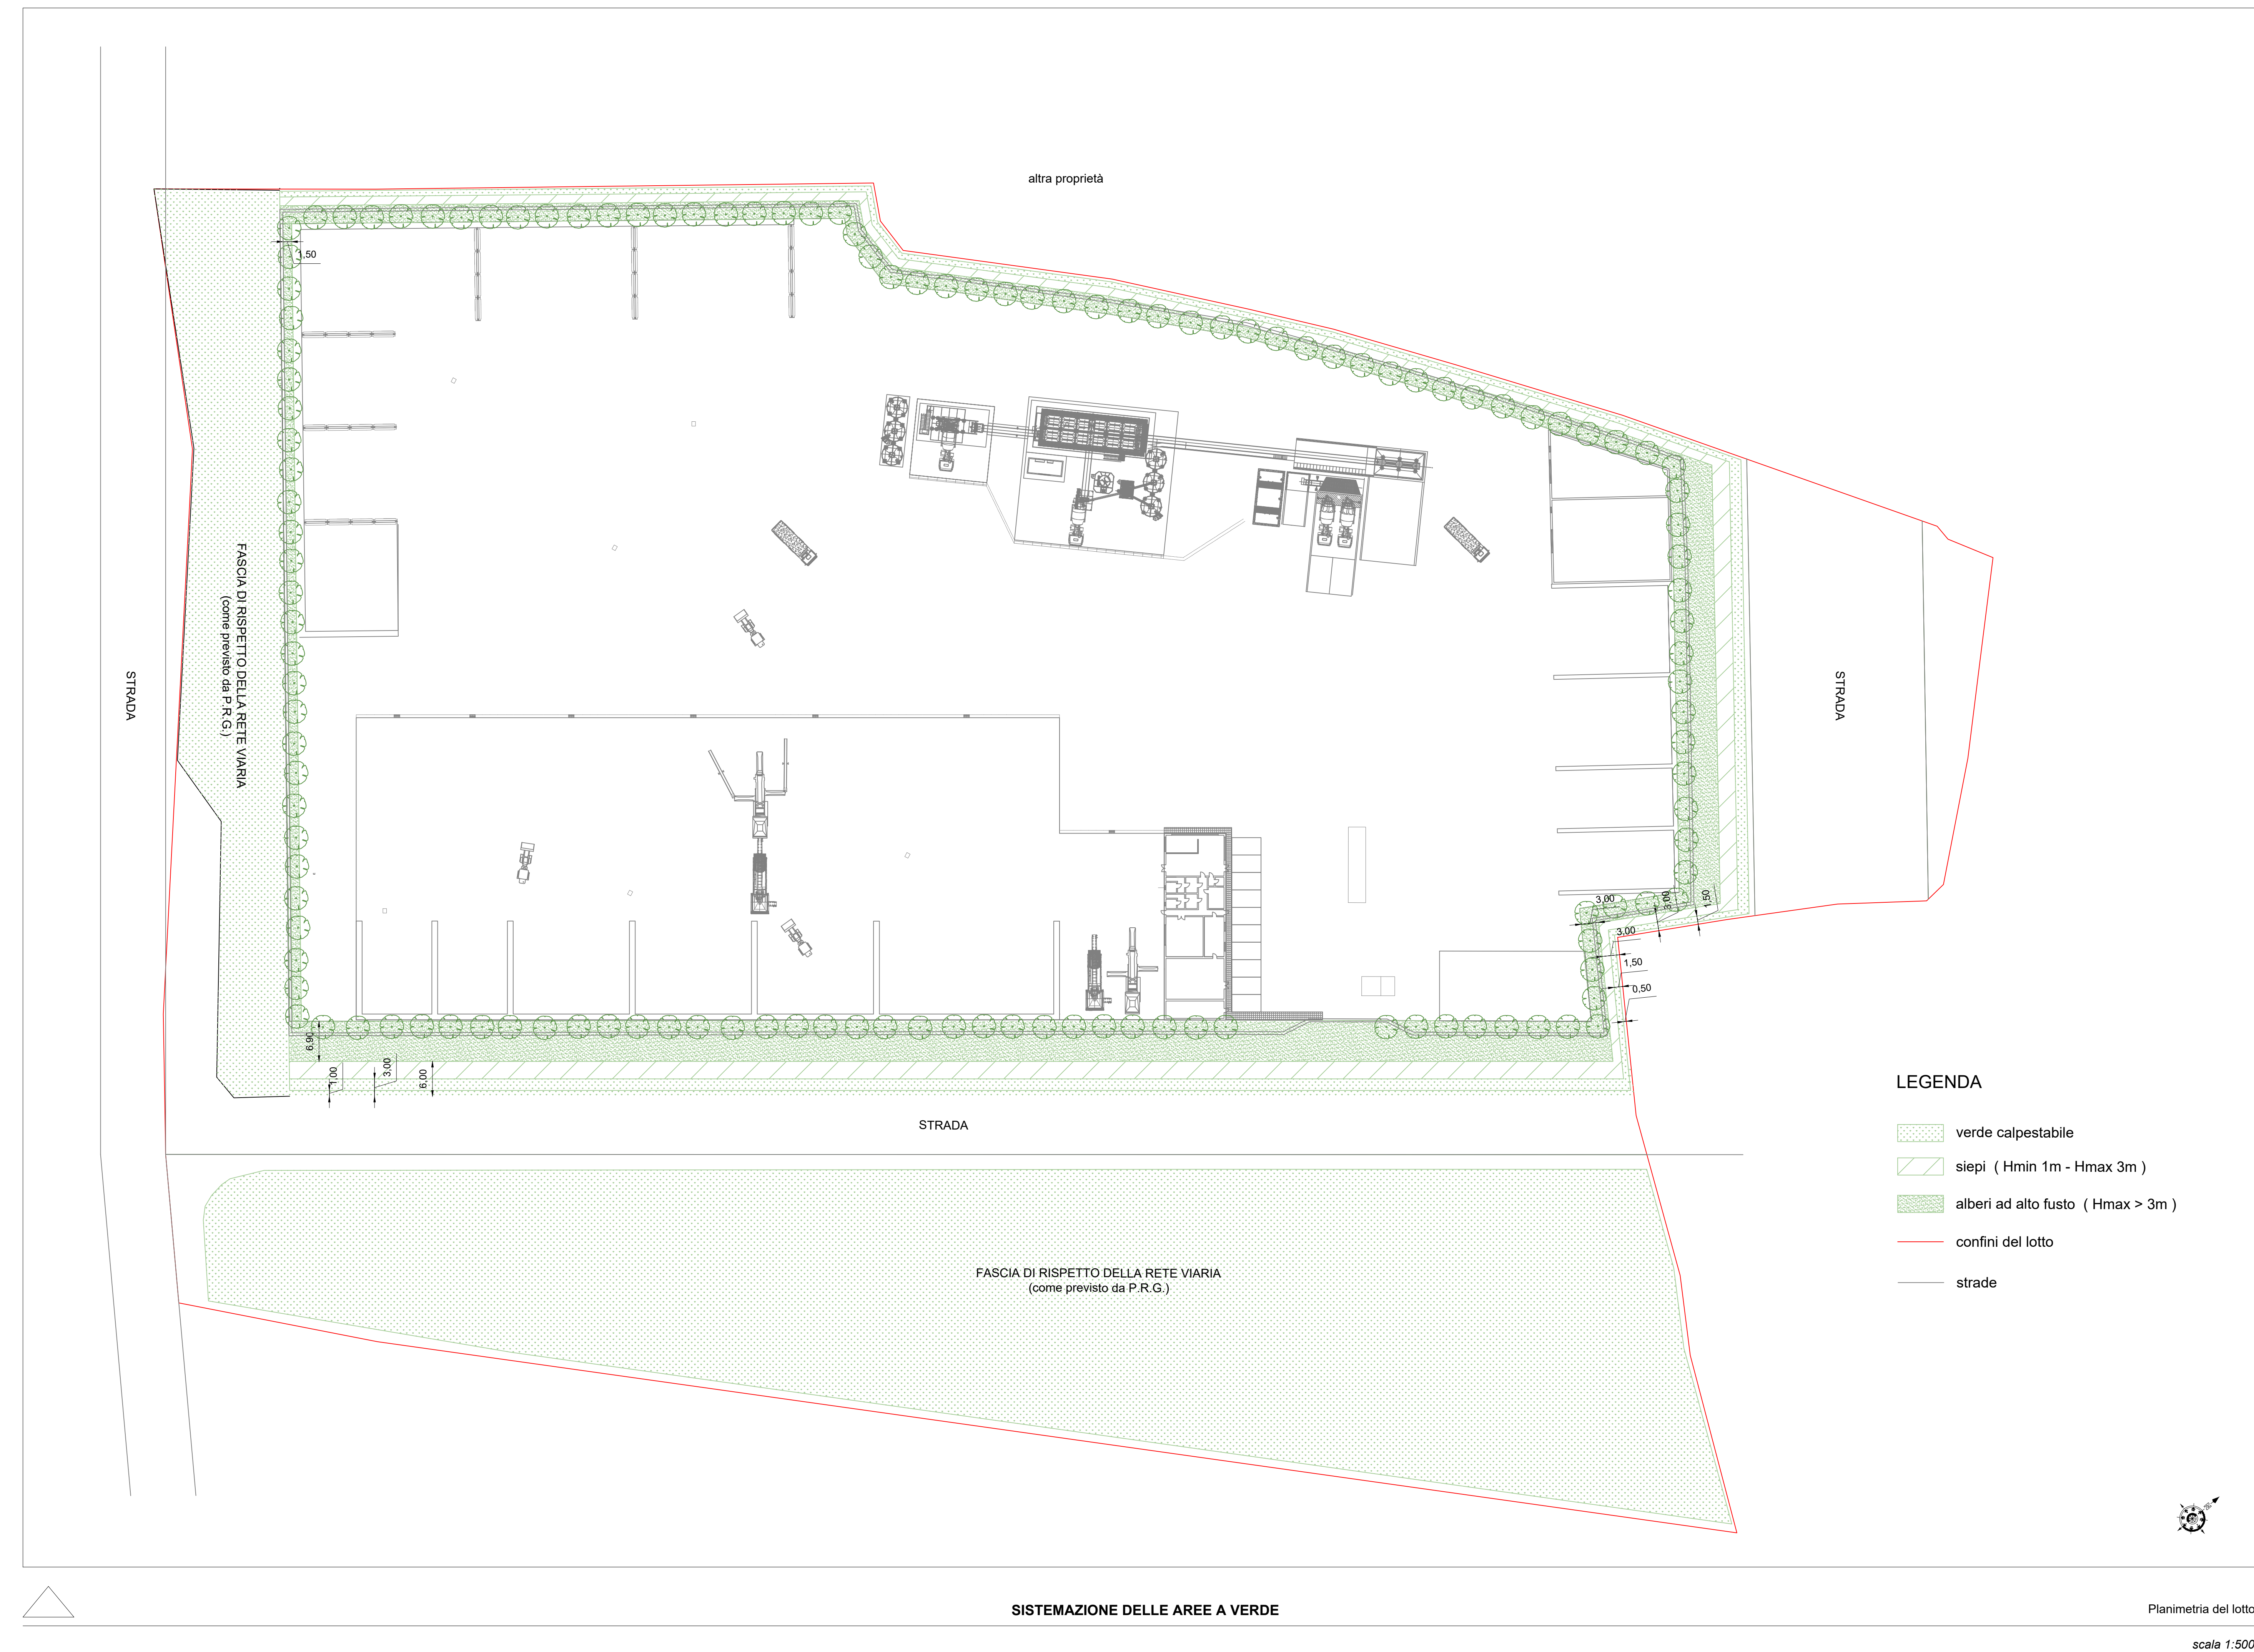 altra proprietà
1,50
STRADA
FASCIA DI RISPETTO DELLA RETE VIARIA
(come previsto da P.R.G.)
STRADA
3,00
3,00
1,50
3,00
1,50
0,50
6,90
1,00
3,00
6,00
STRADA
FASCIA DI RISPETTO DELLA RETE VIARIA
(come previsto da P.R.G.)
LEGENDA
verde calpestabile
siepi ( Hmin 1m - Hmax 3m )
alberi ad alto fusto ( Hmax > 3m )
confini del lotto
strade
SISTEMAZIONE DELLE AREE A VERDE
Planimetria del lotto
scala 1:500